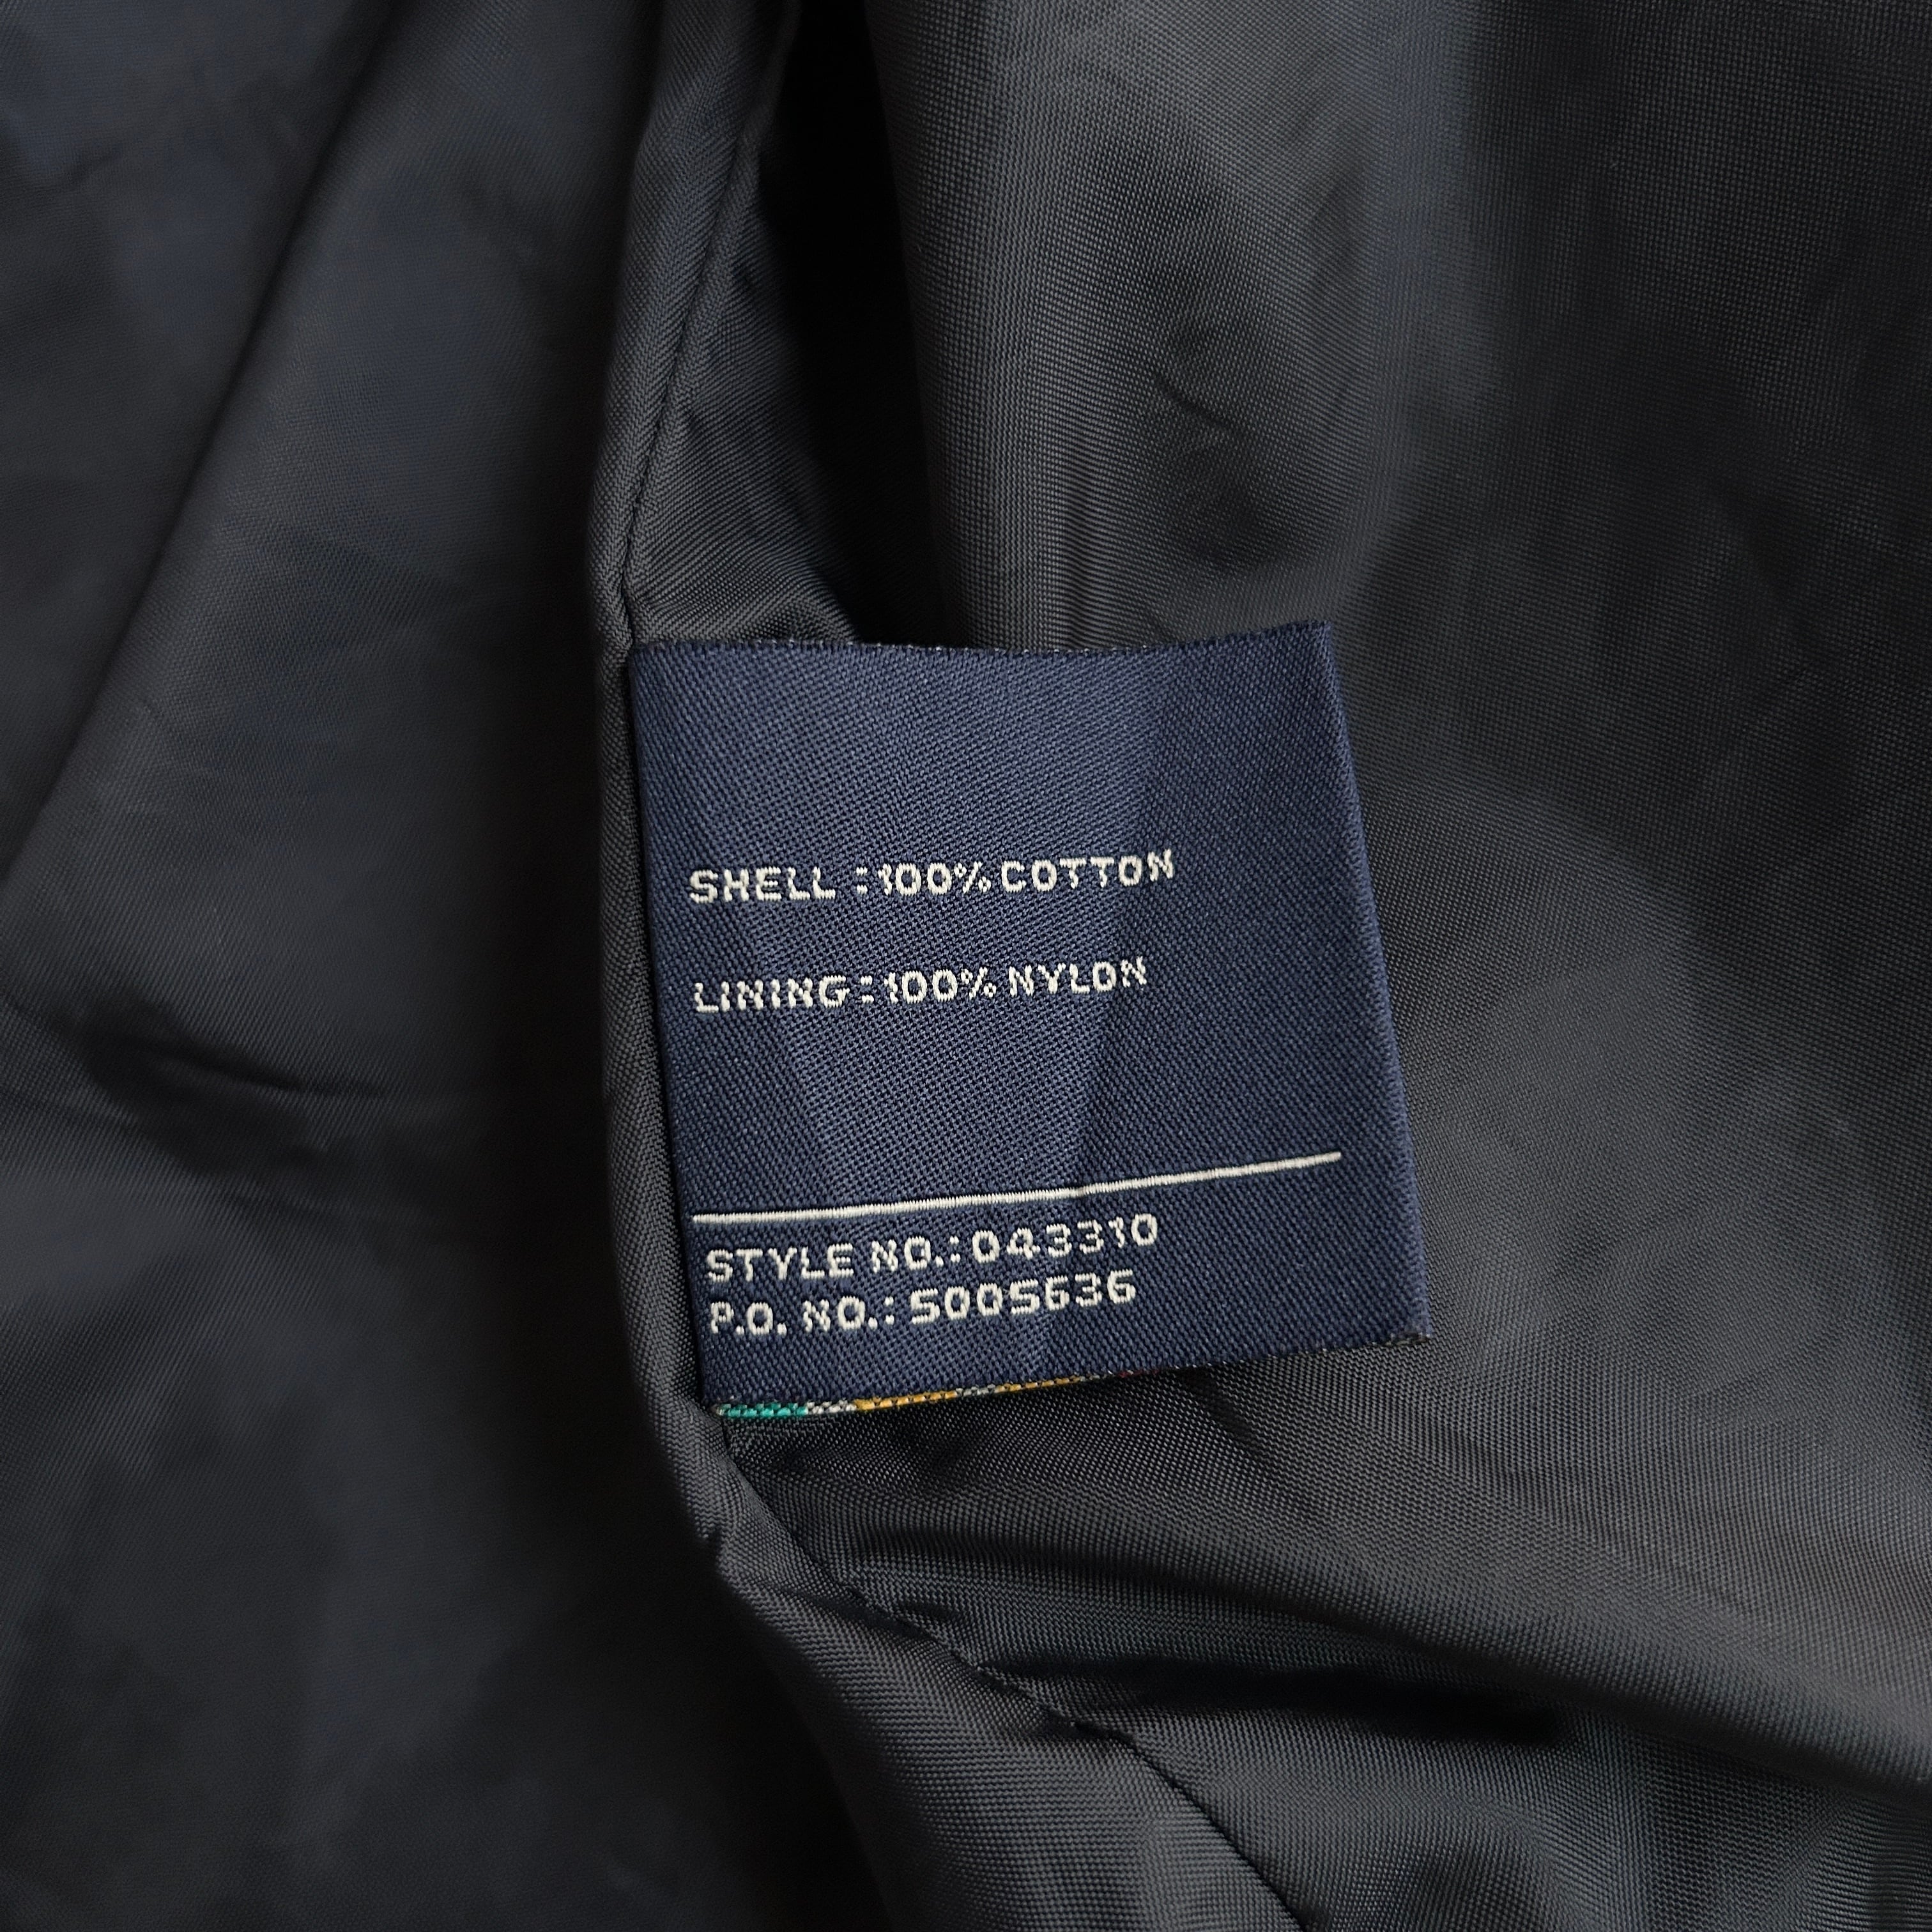 SHELL :100% COTTON
LINING :100% NYLON
STYLE NO.: 043310
P.O. NO.: 5005636